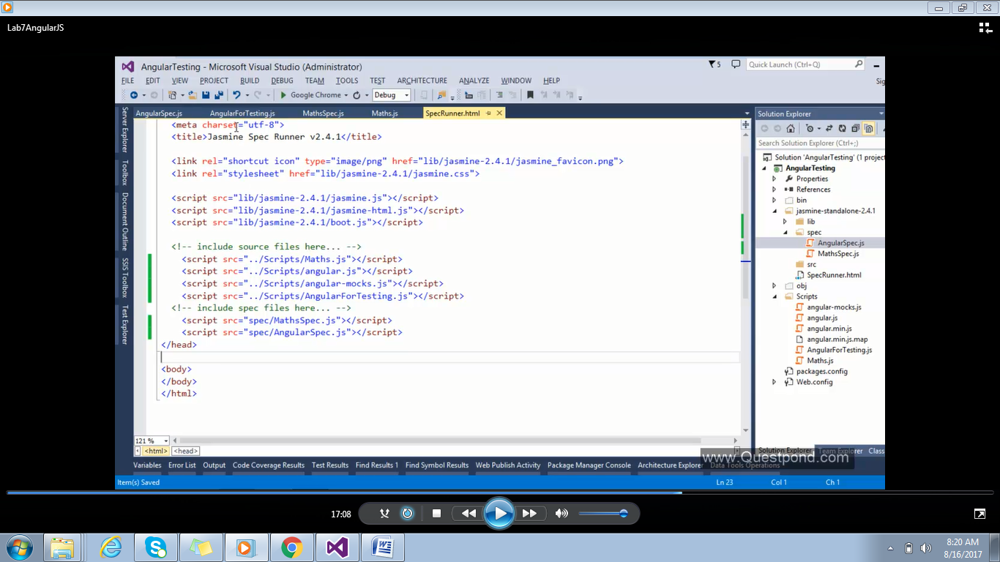 Lab7AngularJS
AngularTesting - Microsoft Visual Studio (Administrator)
5
Quick Launch (Ctrl+Q)
FILE EDIT VIEW PROJECT BUILD DEBUG TEAM TOOLS TEST ARCHITECTURE ANALYZE WINDOW HELP
Sig
Google Chrome Debug
AngularSpec.js AngularForTesting.js MathsSpec.js Maths.js SpecRunner.html
Server Explorer
Toolbox
Document Outline
SSIS Toolbox
Test Explorer
<meta charset="utf-8">
<title>Jasmine Spec Runner v2.4.1</title>
<link rel="shortcut icon" type="image/png" href="lib/jasmine-2.4.1/jasmine_favicon.png">
<link rel="stylesheet" href="lib/jasmine-2.4.1/jasmine.css">
<script src="lib/jasmine-2.4.1/jasmine.js"></script>
<script src="lib/jasmine-2.4.1/jasmine-html.js"></script>
<script src="lib/jasmine-2.4.1/boot.js"></script>
<!-- include source files here... -->
<script src="../Scripts/Maths.js"></script>
<script src="../Scripts/angular.js"></script>
<script src="../Scripts/angular-mocks.js"></script>
<script src="../Scripts/AngularForTesting.js"></script>
<!-- include spec files here... -->
<script src="spec/MathsSpec.js"></script>
<script src="spec/AngularSpec.js"></script>
</head>
<body>
</body>
</html>
121 %
<html> <head>
Solution Explorer
Search Solution Explorer (Ctrl+;)
Solution 'AngularTesting' (1 project
AngularTesting
Properties
References
bin
jasmine-standalone-2.4.1
lib
spec
AngularSpec.js
MathsSpec.js
src
SpecRunner.html
obj
Scripts
angular-mocks.js
angular.js
angular.min.js
angular.min.js.map
AngularForTesting.js
Maths.js
packages.config
Web.config
Solution Explorer Team Explorer Class
www.Questpond.com
Variables Error List Output Code Coverage Results Test Results Find Results 1 Find Symbol Results Web Publish Activity Package Manager Console Architecture Explorer Data Tools Operations
Item(s) Saved Ln 23 Col 1 Ch 1
17:08
8:20 AM
8/16/2017